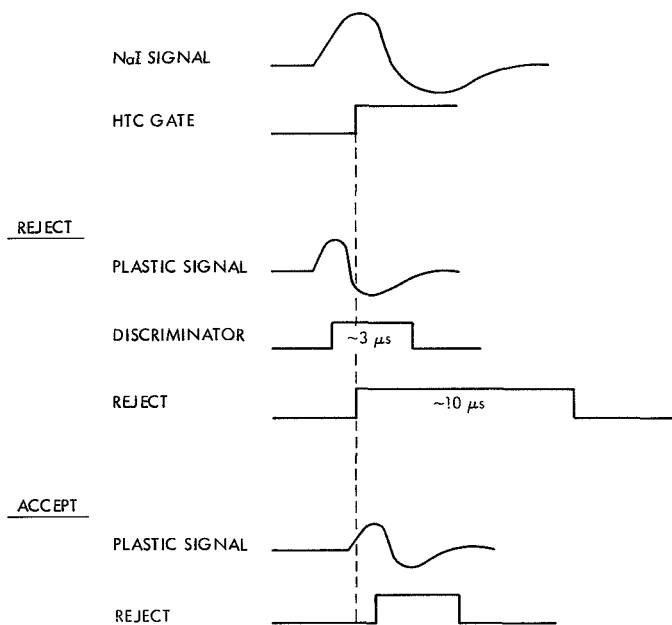 NaI SIGNAL
HTC GATE
REJECT
PLASTIC SIGNAL
DISCRIMINATOR
~3 μs
REJECT
~10 μs
ACCEPT
PLASTIC SIGNAL
REJECT